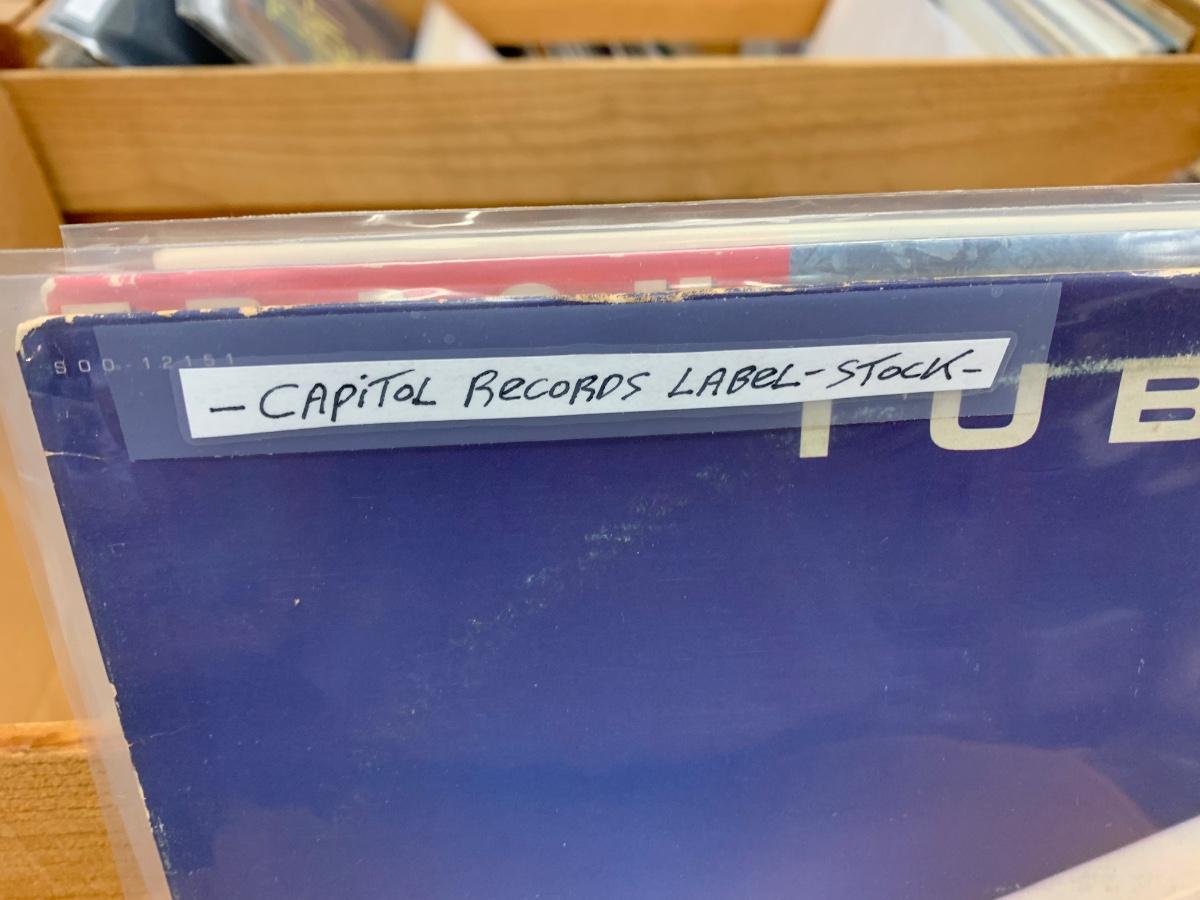 SOO-12151
- CAPiTOL RecoRDS LABeL-STocK-
TUB